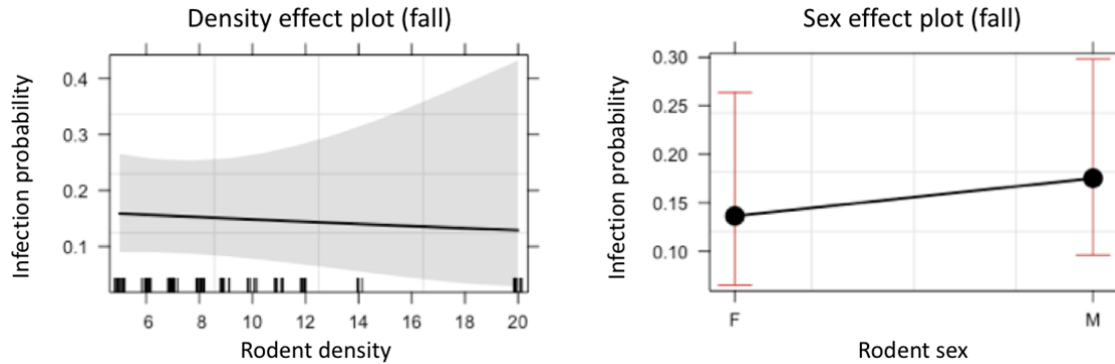 Density effect plot (fall)
Infection probability
0.4
0.3
0.2
0.1
6 8 10 12 14 16 18 20
Rodent density
Sex effect plot (fall)
Infection probability
0.30
0.25
0.20
0.15
0.10
F M
Rodent sex